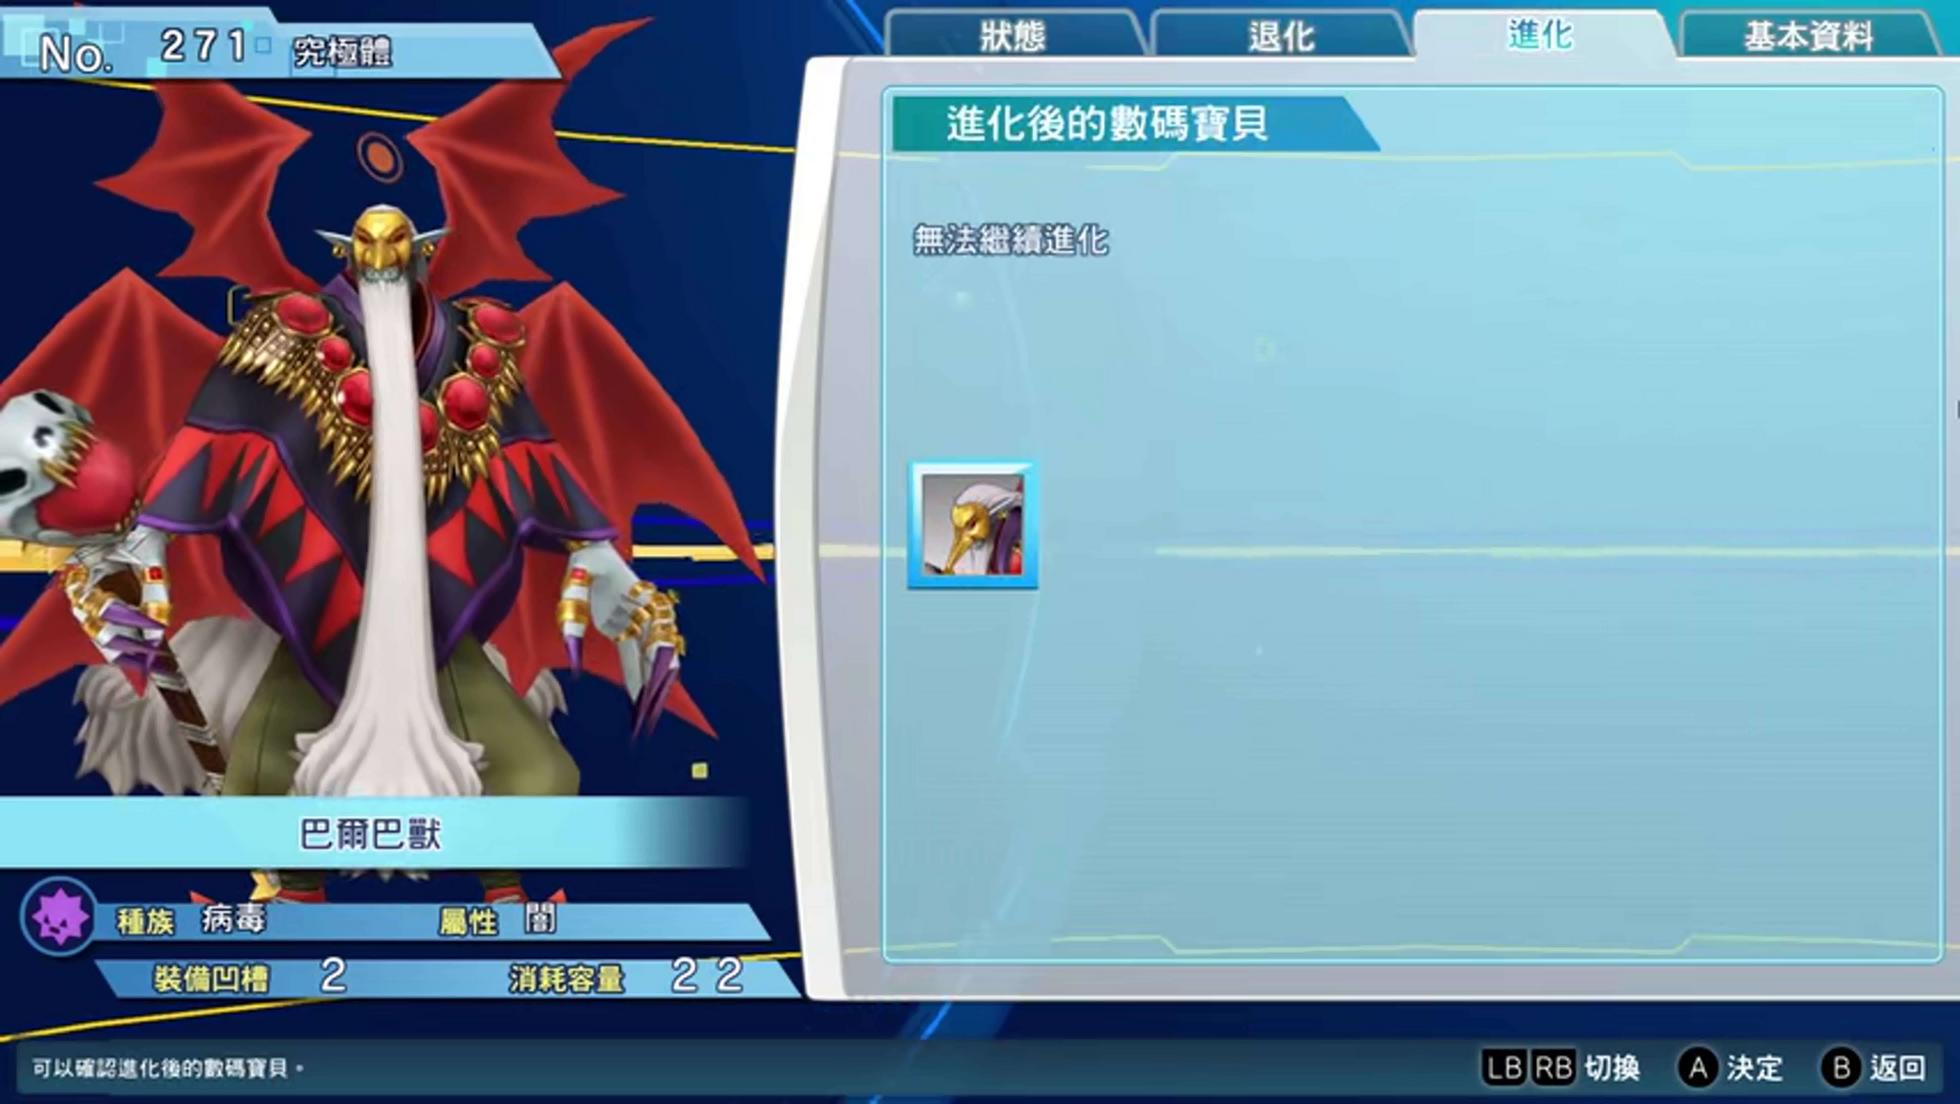 No. 271 究極體
狀態 退化 進化 基本資料
進化後的數碼寶貝
無法繼續進化
巴爾巴獸
種族 病毒 屬性 闇
裝備凹槽 2 消耗容量 22
可以確認進化後的數碼寶貝。
LB RB 切換 A 決定 B 返回